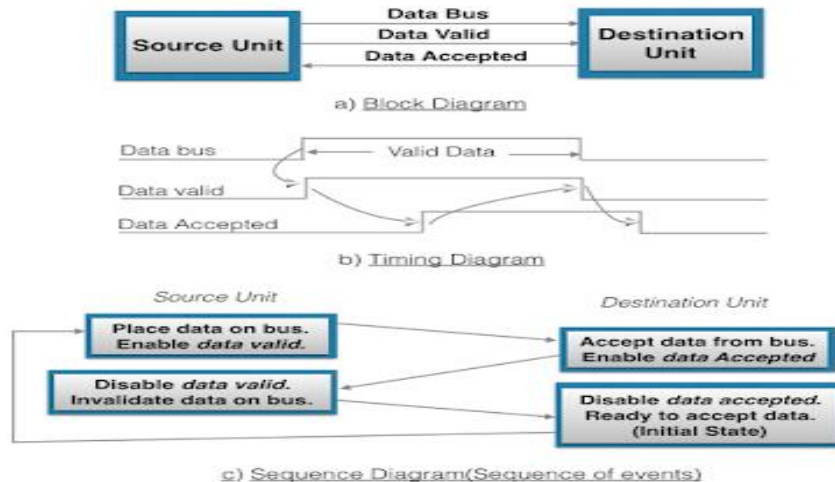 Data Bus
Source Unit
Data Valid
Destination
Unit
Data Accepted
a) Block Diagram
Data bus
Valid Data
Data valid
Data Accepted
b) Timing Diagram
Source Unit
Destination Unit
Place data on bus.
Enable data valid.
Accept data from bus.
Enable data Accepted
Disable data valid.
Invalidate data on bus.
Disable data accepted.
Ready to accept data.
(Initial State)
c) Sequence Diagram(Sequence of events)